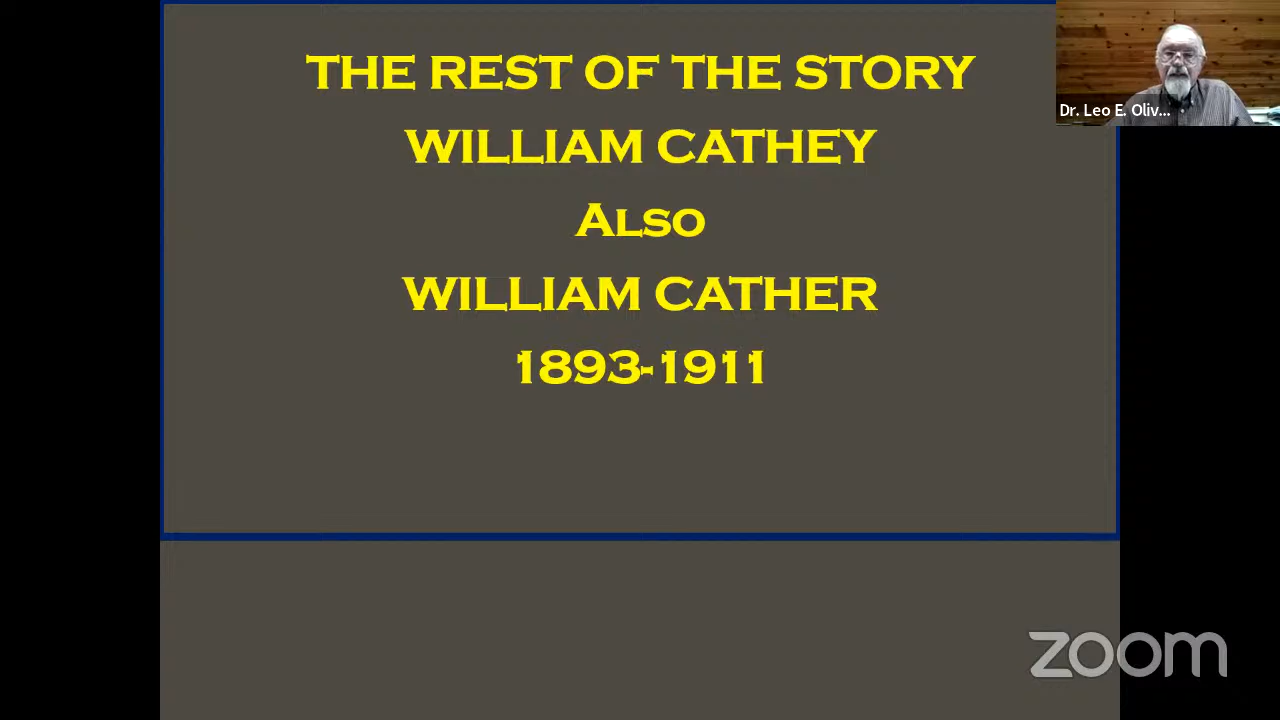 THE REST OF THE STORY
WILLIAM CATHEY
Also
WILLIAM CATHER
1893-1911
Dr. Leo E. Oliv...
zoom